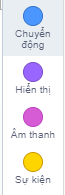 Chuyển
động
Hiển thị
Âm thanh
Sự kiện